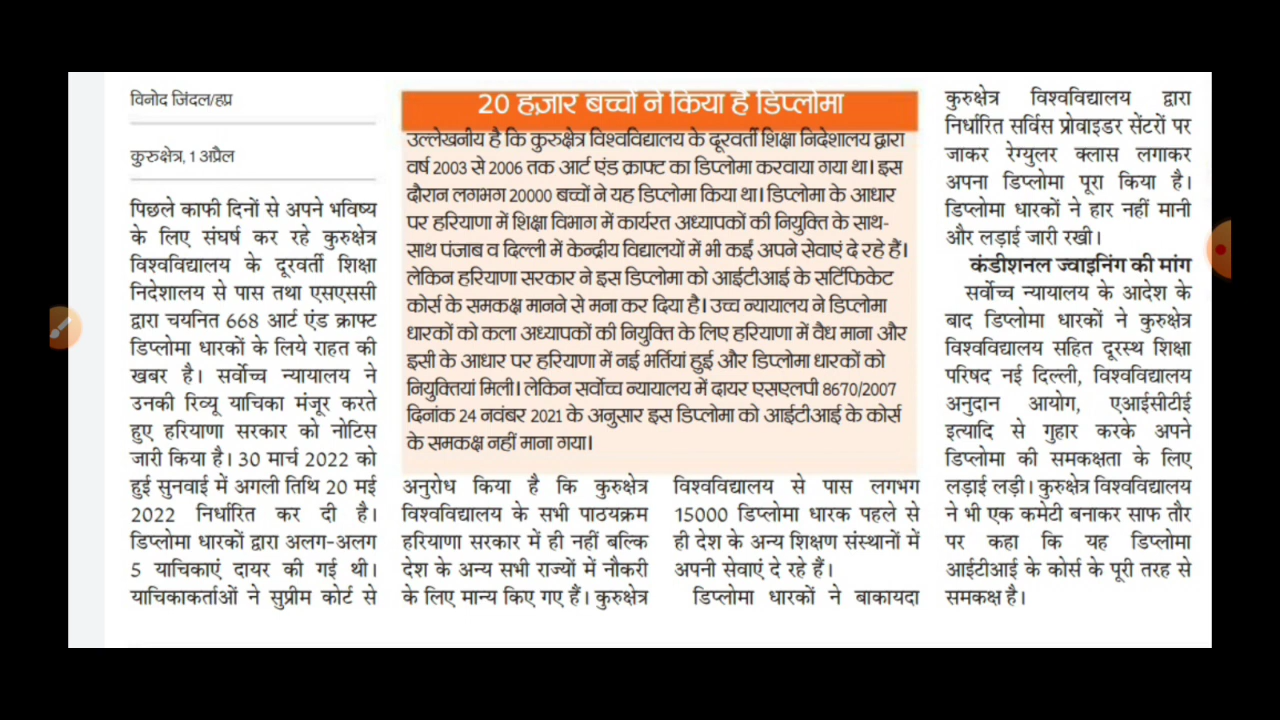 विनोद जिंदल/हप्र
कुरुक्षेत्र, 1 अप्रैल
पिछले काफी दिनों से अपने भविष्य
के लिए संघर्ष कर रहे कुरुक्षेत्र
विश्वविद्यालय के दूरवर्ती शिक्षा
निदेशालय से पास तथा एसएससी
द्वारा चयनित 668 आर्ट एंड क्राफ्ट
डिप्लोमा धारकों के लिये राहत की
खबर है। सर्वोच्च न्यायालय ने
उनकी रिव्यू याचिका मंजूर करते
हुए हरियाणा सरकार को नोटिस
जारी किया है। 30 मार्च 2022 को
हुई सुनवाई में अगली तिथि 20 मई
2022 निर्धारित कर दी है।
डिप्लोमा धारकों द्वारा अलग-अलग
5 याचिकाएं दायर की गई थी।
याचिकाकर्ताओं ने सुप्रीम कोर्ट से
20 हज़ार बच्चों ने किया है डिप्लोमा
उल्लेखनीय है कि कुरुक्षेत्र विश्वविद्यालय के दूरवर्ती शिक्षा निदेशालय द्वारा
वर्ष 2003 से 2006 तक आर्ट एंड क्राफ्ट का डिप्लोमा करवाया गया था। इस
दौरान लगभग 20000 बच्चों ने यह डिप्लोमा किया था। डिप्लोमा के आधार
पर हरियाणा में शिक्षा विभाग में कार्यरत अध्यापकों की नियुक्ति के साथ-
साथ पंजाब व दिल्ली में केन्द्रीय विद्यालयों में भी कई अपने सेवाएं दे रहे हैं।
लेकिन हरियाणा सरकार ने इस डिप्लोमा को आईटीआई के सर्टिफिकेट
कोर्स के समकक्ष मानने से मना कर दिया है। उच्च न्यायालय ने डिप्लोमा
धारकों को कला अध्यापकों की नियुक्ति के लिए हरियाणा में वैध माना और
इसी के आधार पर हरियाणा में नई भर्तियां हुई और डिप्लोमा धारकों को
नियुक्तियां मिली। लेकिन सर्वोच्च न्यायालय में दायर एसएलपी 8670/2007
दिनांक 24 नवंबर 2021 के अनुसार इस डिप्लोमा को आईटीआई के कोर्स
के समकक्ष नहीं माना गया।
अनुरोध किया है कि कुरुक्षेत्र
विश्वविद्यालय के सभी पाठयक्रम
हरियाणा सरकार में ही नहीं बल्कि
देश के अन्य सभी राज्यों में नौकरी
के लिए मान्य किए गए हैं। कुरुक्षेत्र
विश्वविद्यालय से पास लगभग
15000 डिप्लोमा धारक पहले से
ही देश के अन्य शिक्षण संस्थानों में
अपनी सेवाएं दे रहे हैं।
डिप्लोमा धारकों ने बाकायदा
कुरुक्षेत्र विश्वविद्यालय द्वारा
निर्धारित सर्विस प्रोवाइडर सेंटरों पर
जाकर रेग्युलर क्लास लगाकर
अपना डिप्लोमा पूरा किया है।
डिप्लोमा धारकों ने हार नहीं मानी
और लड़ाई जारी रखी।
कंडीशनल ज्वाइनिंग की मांग
सर्वोच्च न्यायालय के आदेश के
बाद डिप्लोमा धारकों ने कुरुक्षेत्र
विश्वविद्यालय सहित दूरस्थ शिक्षा
परिषद नई दिल्ली, विश्वविद्यालय
अनुदान आयोग, एआईसीटीई
इत्यादि से गुहार करके अपने
डिप्लोमा की समकक्षता के लिए
लड़ाई लड़ी। कुरुक्षेत्र विश्वविद्यालय
ने भी एक कमेटी बनाकर साफ तौर
पर कहा कि यह डिप्लोमा
आईटीआई के कोर्स के पूरी तरह से
समकक्ष है।